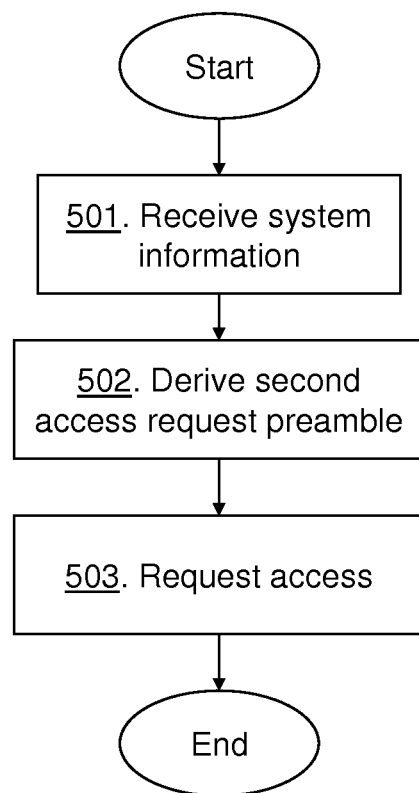 Start
501. Receive system
information
502. Derive second
access request preamble
503. Request access
End